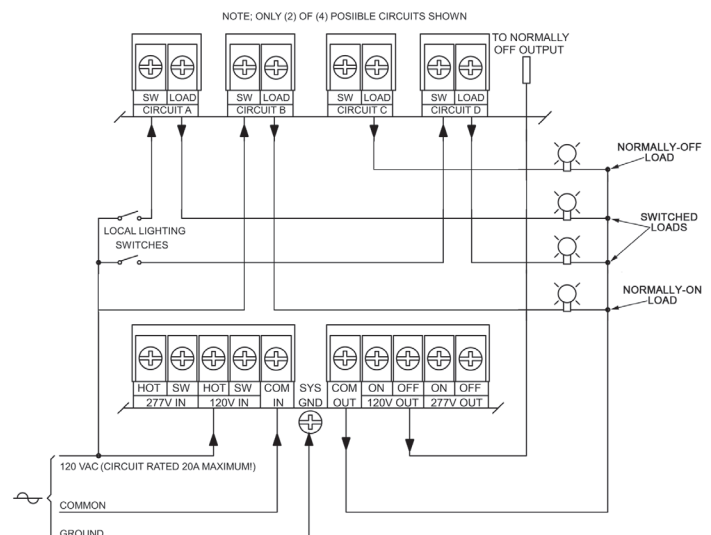 NOTE; ONLY (2) OF (4) POSIIBLE CIRCUITS SHOWN
TO NORMALLY
OFF OUTPUT
SW LOAD SW LOAD SW LOAD SW LOAD
CIRCUIT A CIRCUIT B CIRCUIT C CIRCUIT D
NORMALLY-OFF
LOAD
LOCAL LIGHTING
SWITCHES
SWITCHED
LOADS
NORMALLY-ON
LOAD
HOT SW HOT SW COM SYS COM ON OFF ON OFF
277V IN 120V IN IN GND OUT 120V OUT 277V OUT
120 VAC (CIRCUIT RATED 20A MAXIMUM!)
COMMON
GROUND